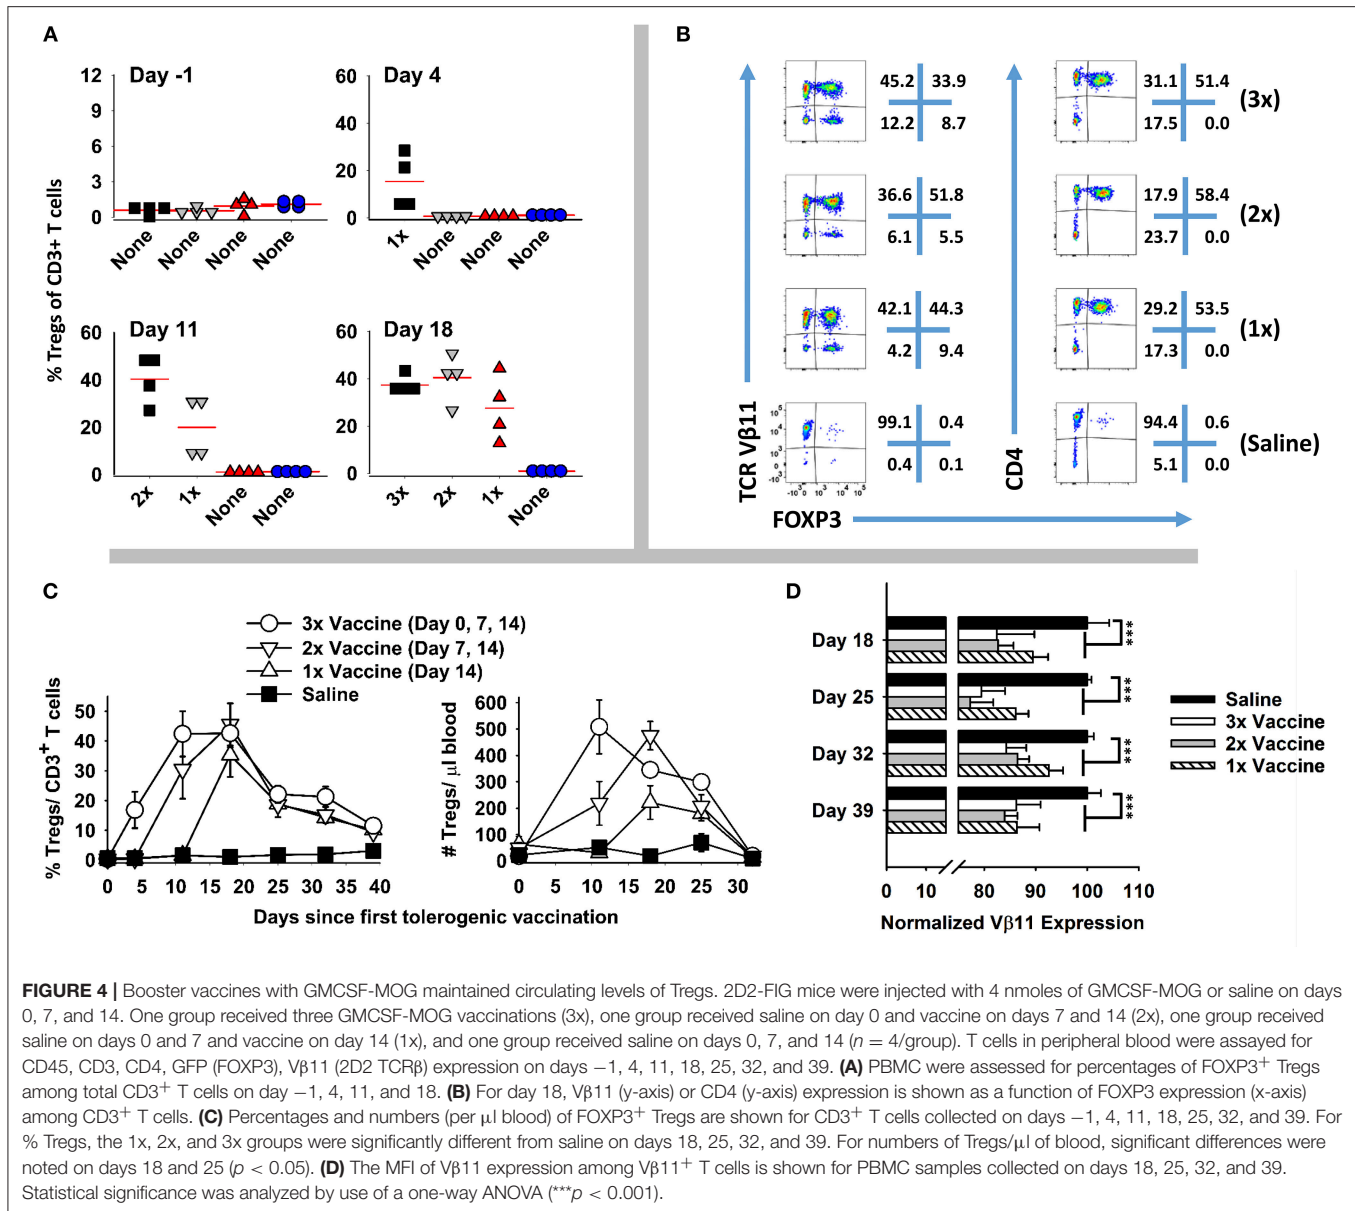 A
Day -1
12
9
6
3
0
None
None
None
None
Day 4
60
40
20
0
1x
None
None
None
% Tregs of CD3+ T cells
Day 11
60
40
20
0
2x
1x
None
None
Day 18
60
40
20
0
3x
2x
1x
None
B
45.2 33.9
12.2 8.7
31.1 51.4
17.5 0.0
(3x)
36.6 51.8
6.1 5.5
17.9 58.4
23.7 0.0
(2x)
42.1 44.3
4.2 9.4
29.2 53.5
17.3 0.0
(1x)
99.1 0.4
0.4 0.1
94.4 0.6
5.1 0.0
(Saline)
TCR Vβ11
CD4
FOXP3
C
3x Vaccine (Day 0, 7, 14)
2x Vaccine (Day 7, 14)
1x Vaccine (Day 14)
Saline
% Tregs/ CD3+ T cells
50
40
30
20
10
0
0 5 10 15 20 25 30 35 40
# Tregs/ µl blood
600
500
400
300
200
100
0
0 5 10 15 20 25 30
Days since first tolerogenic vaccination
D
Day 18
***
Day 25
***
Day 32
***
Day 39
***
Saline
3x Vaccine
2x Vaccine
1x Vaccine
0 10 80 90 100 110
Normalized Vβ11 Expression
FIGURE 4 | Booster vaccines with GMCSF-MOG maintained circulating levels of Tregs. 2D2-FIG mice were injected with 4 nmoles of GMCSF-MOG or saline on days
0, 7, and 14. One group received three GMCSF-MOG vaccinations (3x), one group received saline on day 0 and vaccine on days 7 and 14 (2x), one group received
saline on days 0 and 7 and vaccine on day 14 (1x), and one group received saline on days 0, 7, and 14 (n = 4/group). T cells in peripheral blood were assayed for
CD45, CD3, CD4, GFP (FOXP3), Vβ11 (2D2 TCRβ) expression on days −1, 4, 11, 18, 25, 32, and 39. (A) PBMC were assessed for percentages of FOXP3+ Tregs
among total CD3+ T cells on day −1, 4, 11, and 18. (B) For day 18, Vβ11 (y-axis) or CD4 (y-axis) expression is shown as a function of FOXP3 expression (x-axis)
among CD3+ T cells. (C) Percentages and numbers (per µl blood) of FOXP3+ Tregs are shown for CD3+ T cells collected on days −1, 4, 11, 18, 25, 32, and 39. For
% Tregs, the 1x, 2x, and 3x groups were significantly different from saline on days 18, 25, 32, and 39. For numbers of Tregs/µl of blood, significant differences were
noted on days 18 and 25 (p < 0.05). (D) The MFI of Vβ11 expression among Vβ11+ T cells is shown for PBMC samples collected on days 18, 25, 32, and 39.
Statistical significance was analyzed by use of a one-way ANOVA (***p < 0.001).